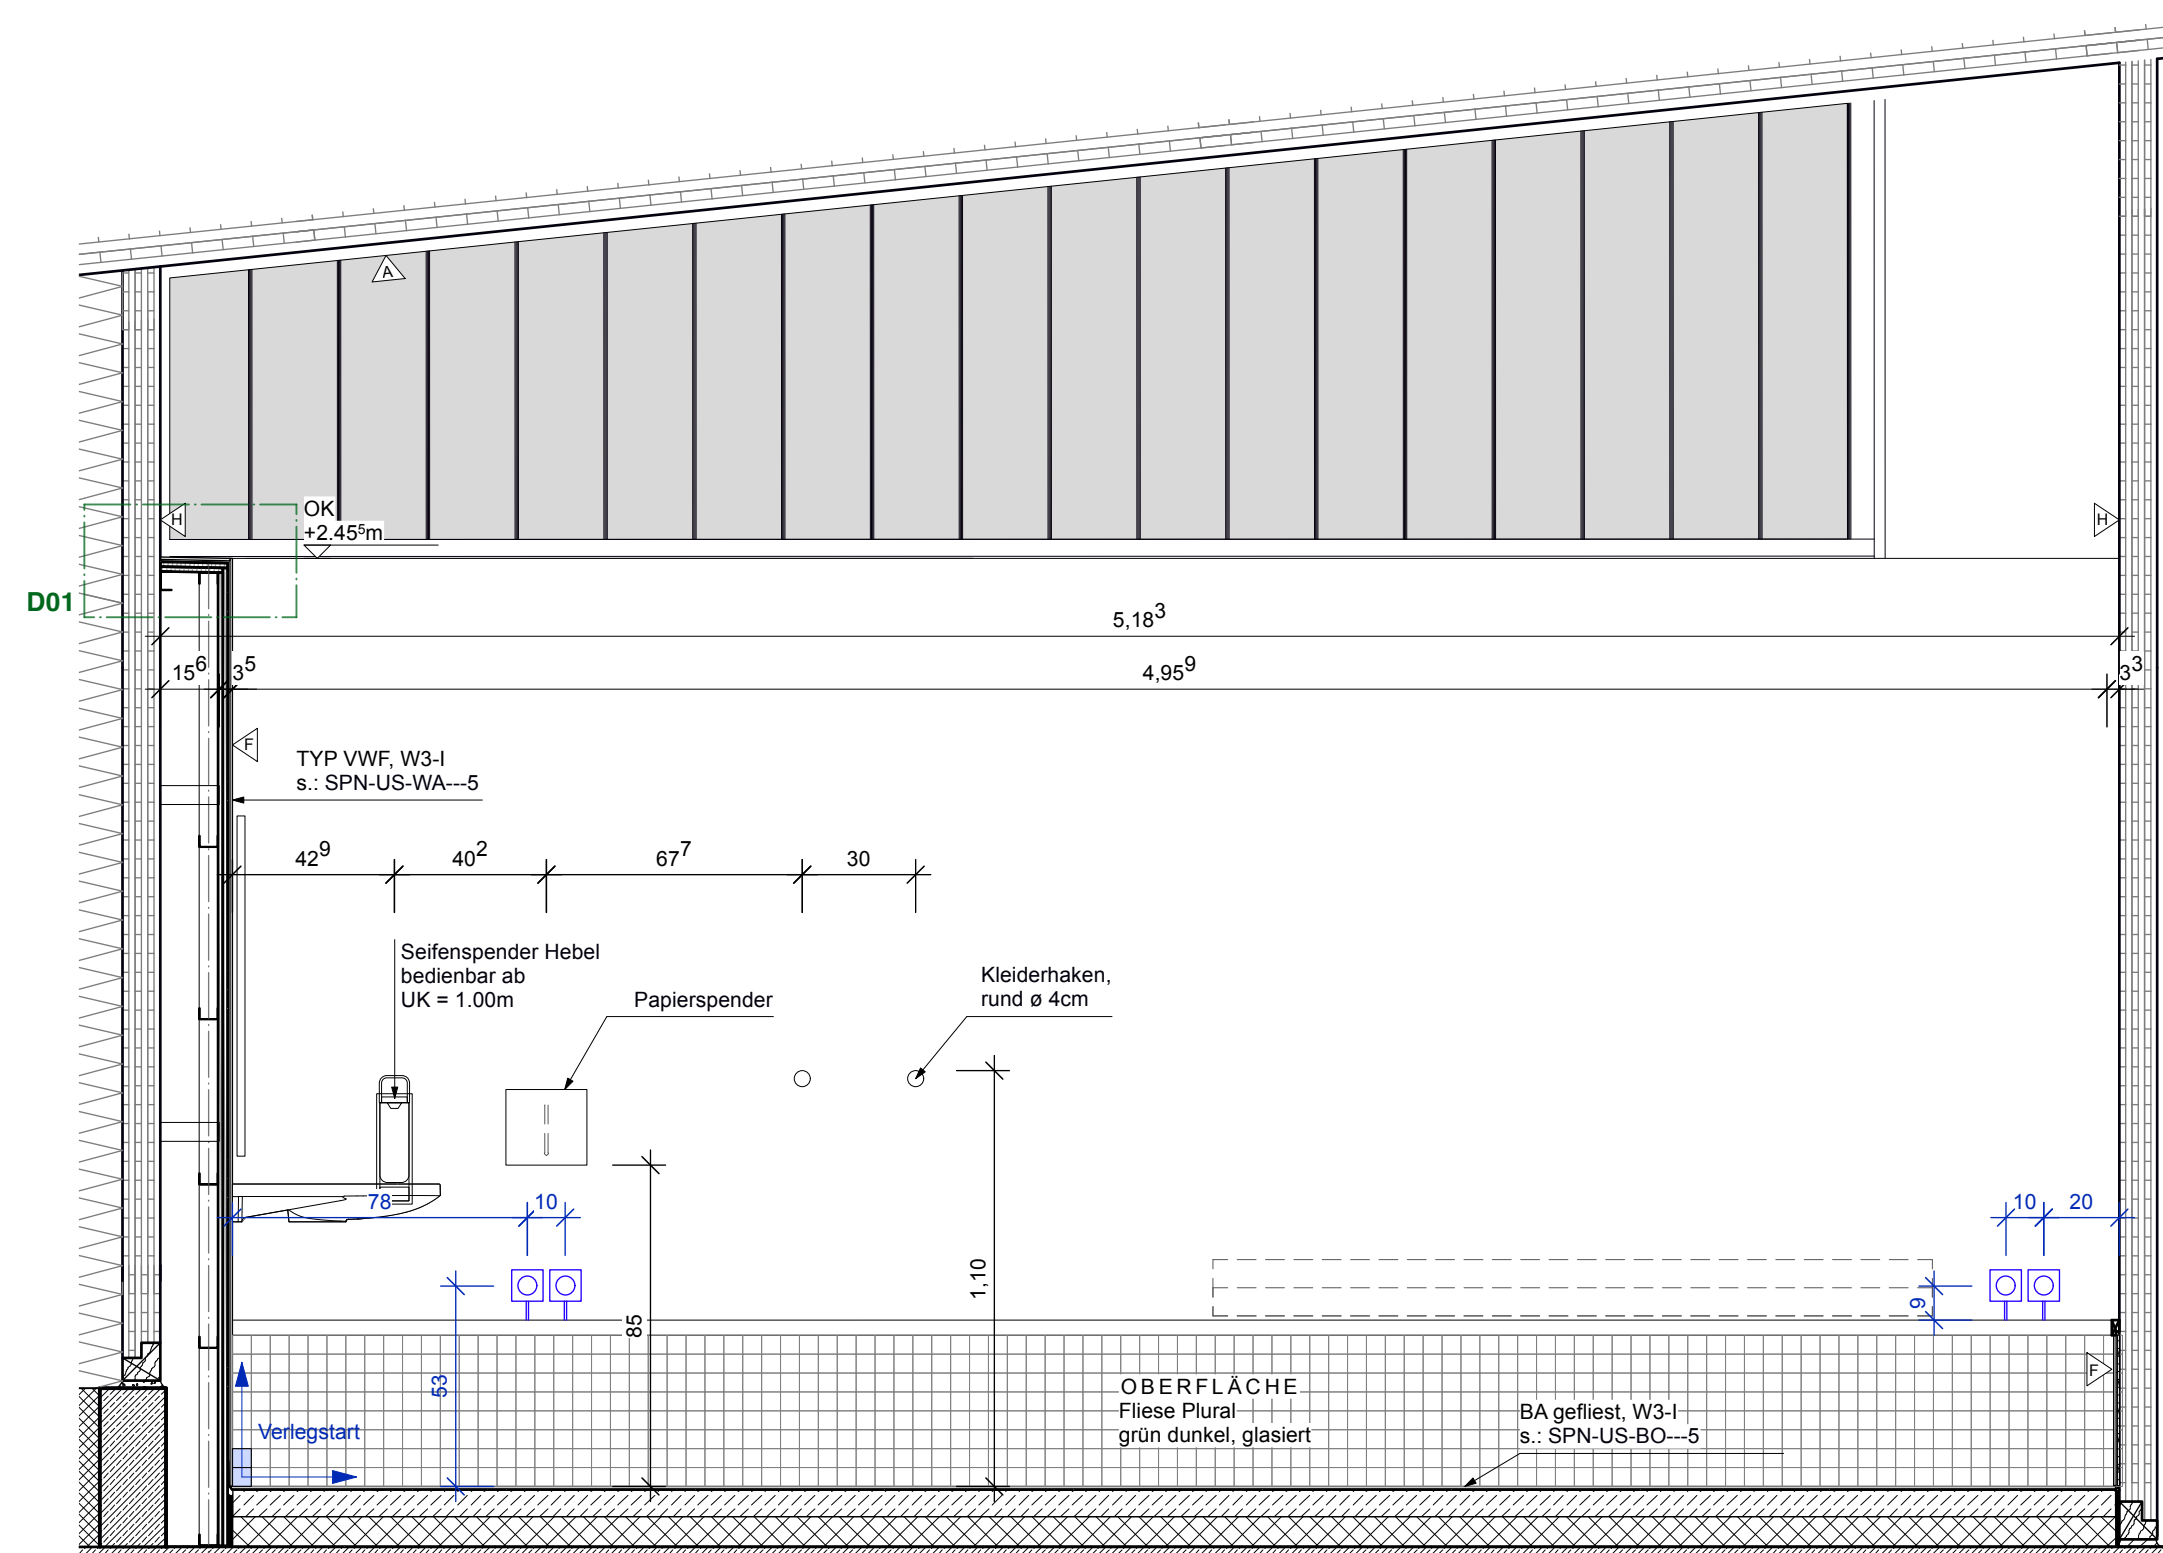 A
H
OK
+2.45⁵m
H
D01
5,18³
15⁶
3⁵
4,95⁹
3³
F
TYP VWF, W3-I
s.: SPN-US-WA---5
42⁹
40²
67⁷
30
Seifenspender Hebel
bedienbar ab
UK = 1.00m
Papierspender
Kleiderhaken,
rund ø 4cm
78
10
10
20
1,10
9
85
53
F
OBERFLÄCHE
Fliese Plural
grün dunkel, glasiert
BA gefliest, W3-I
s.: SPN-US-BO---5
Verlegstart